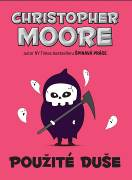 CHRISTOPHER
MOORE
autor NY Times bestselleru ŠPINAVÁ PRÁCE
POUŽITÉ DUŠE